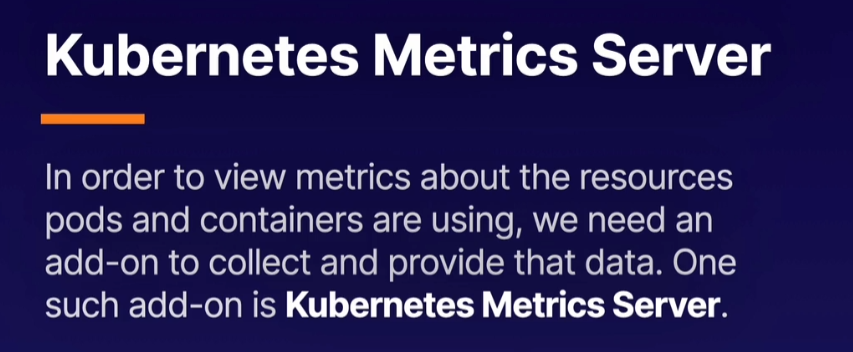 Kubernetes Metrics Server
In order to view metrics about the resources
pods and containers are using, we need an
add-on to collect and provide that data. One
such add-on is Kubernetes Metrics Server.